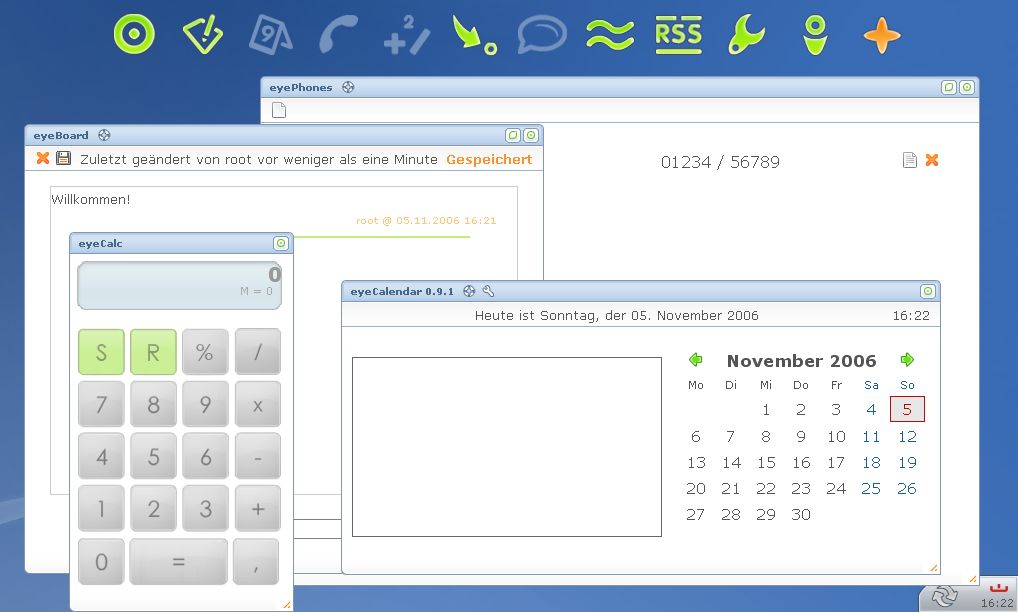 +2/
RSS
eyePhones
eyeBoard
Zuletzt geändert von root vor weniger als eine Minute Gespeichert
01234 / 56789
Willkommen!
root @ 05.11.2006 16:21
eyeCalc
0
M = 0
S R % /
7 8 9 x
4 5 6 -
1 2 3 +
0 = ,
eyeCalendar 0.9.1
Heute ist Sonntag, der 05. November 2006 16:22
November 2006
Mo Di Mi Do Fr Sa So
1 2 3 4 5
6 7 8 9 10 11 12
13 14 15 16 17 18 19
20 21 22 23 24 25 26
27 28 29 30
16:22